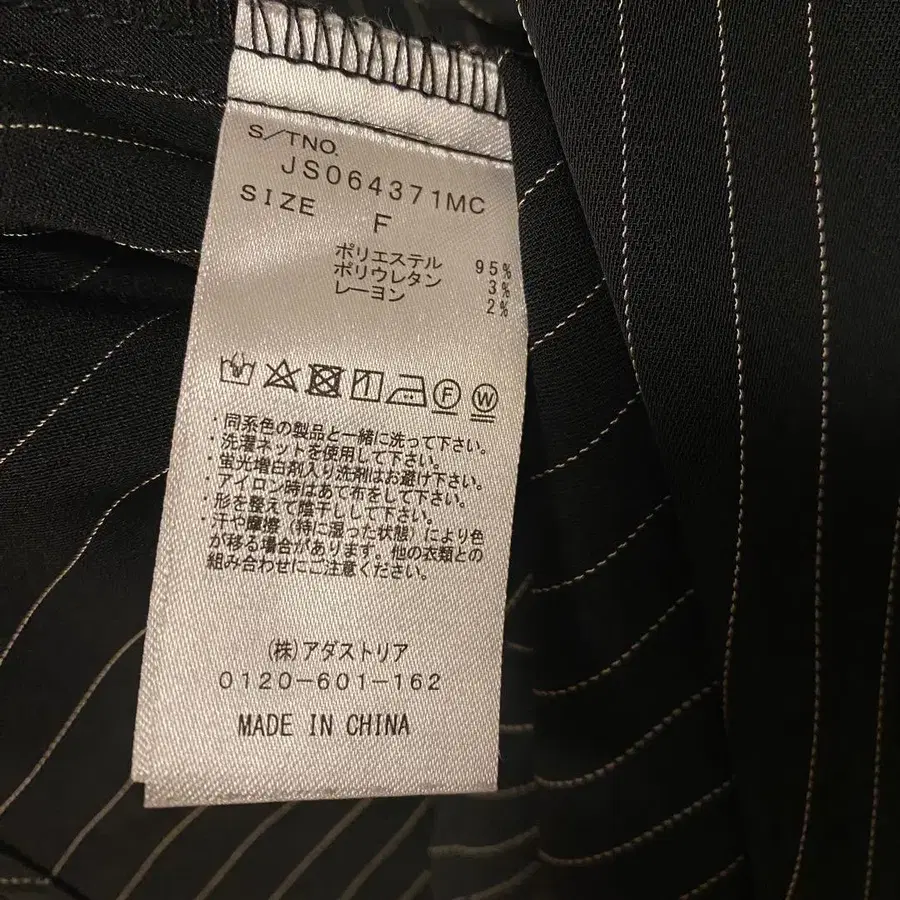 S/TNO.
JS064371MC
SIZE F
ポリエステル 95%
ポリウレタン 3%
レーヨン 2%
F W
・同系色の製品と一緒に洗って下さい。
・洗濯ネットを使用して下さい。
・蛍光増白剤入り洗剤はお避け下さい。
・アイロン時はあて布をして下さい。
・形を整えて陰干しして下さい。
・汗や摩擦（特に湿った状態）により色
が移る場合があります。他の衣類との
組み合わせにご注意ください。
(株)アダストリア
0120-601-162
MADE IN CHINA